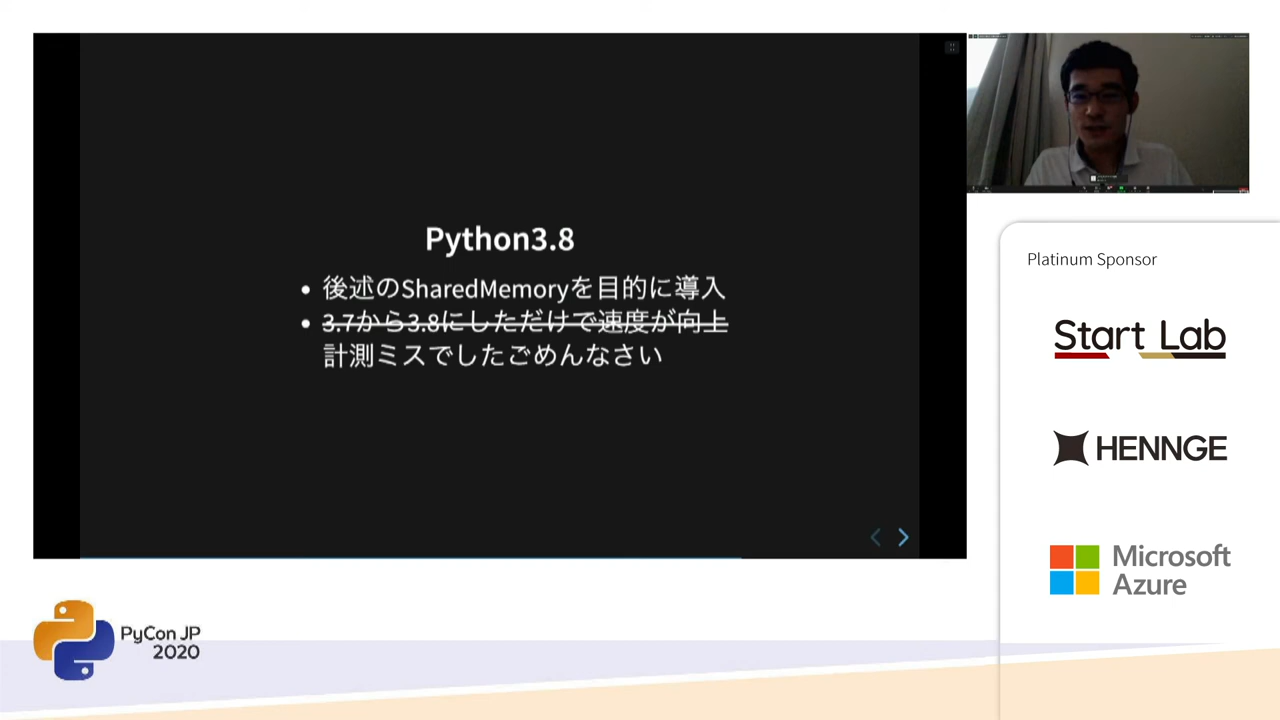 Python3.8
後述のSharedMemoryを目的に導入
3.7から3.8にしただけで速度が向上
計測ミスでしたごめんなさい
Platinum Sponsor
Start Lab
HENNGE
Microsoft
Azure
PyCon JP
2020